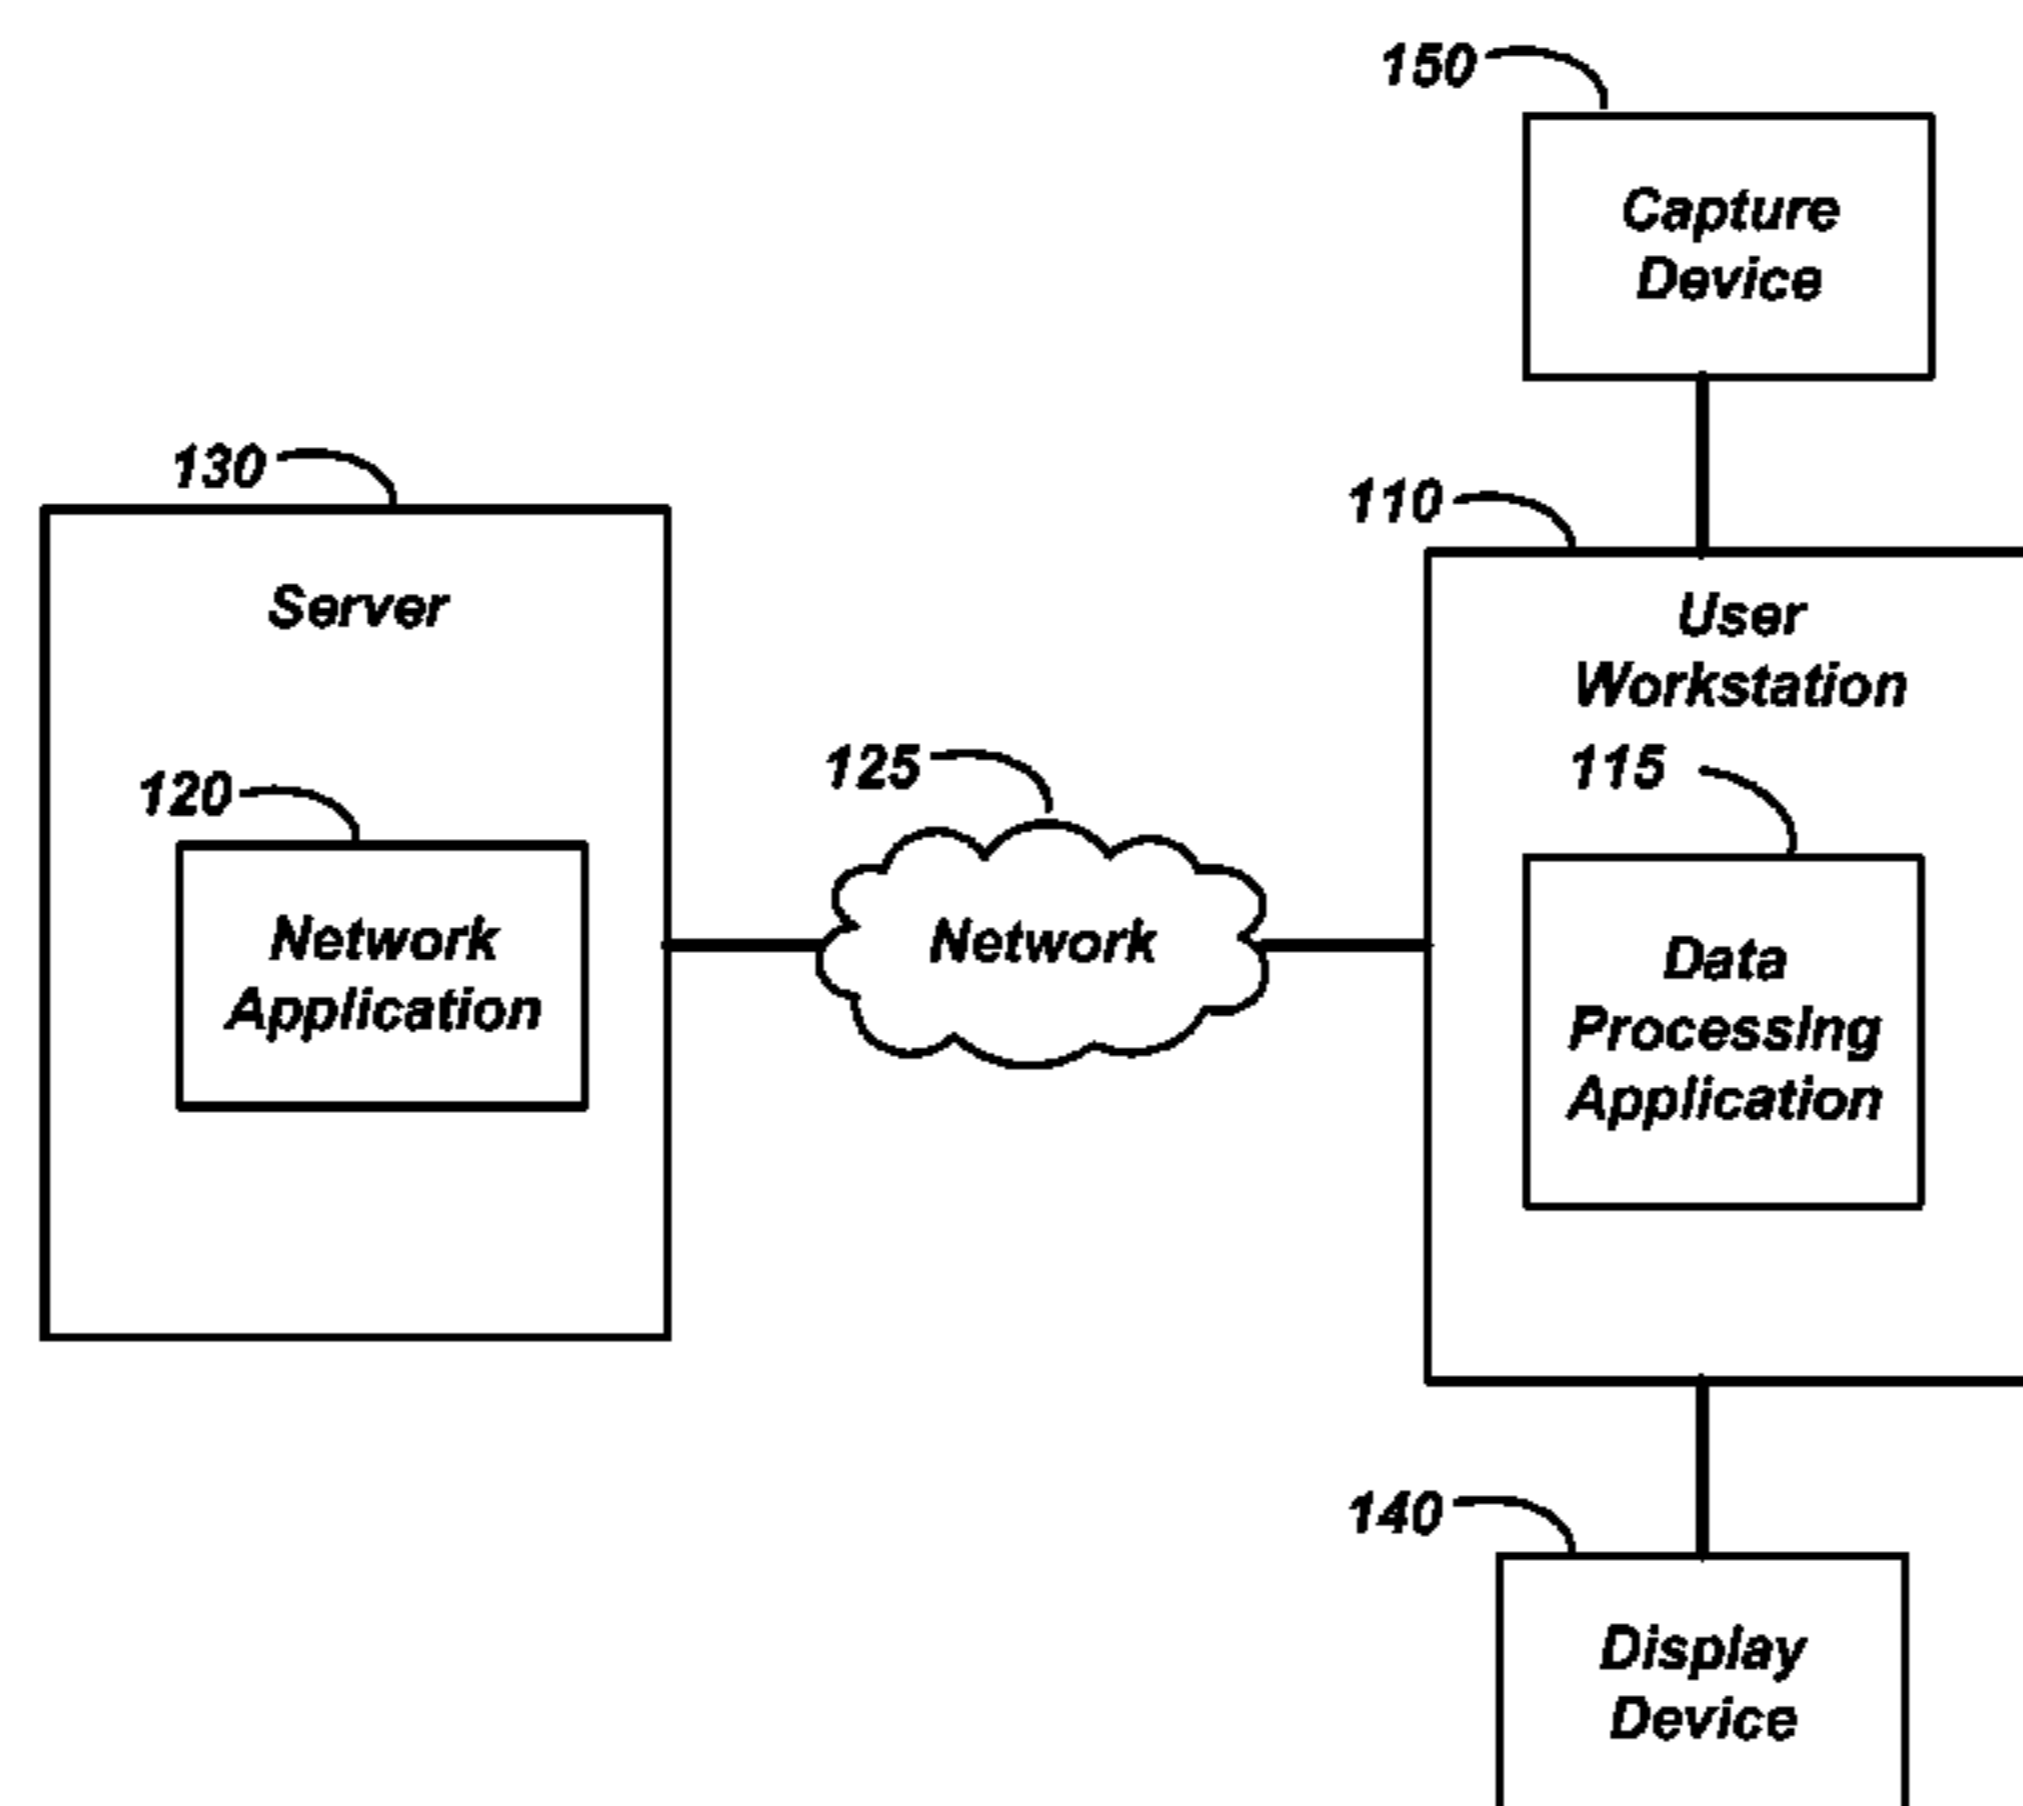 150
Capture
Device
130
110
Server
User
Workstation
125
115
120
Network
Application
Network
Data
Processing
Application
140
Display
Device